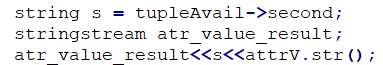 string s = tupleAvail->second;
stringstream atr_value_result;
atr_value_result<<s<<attrV.str();